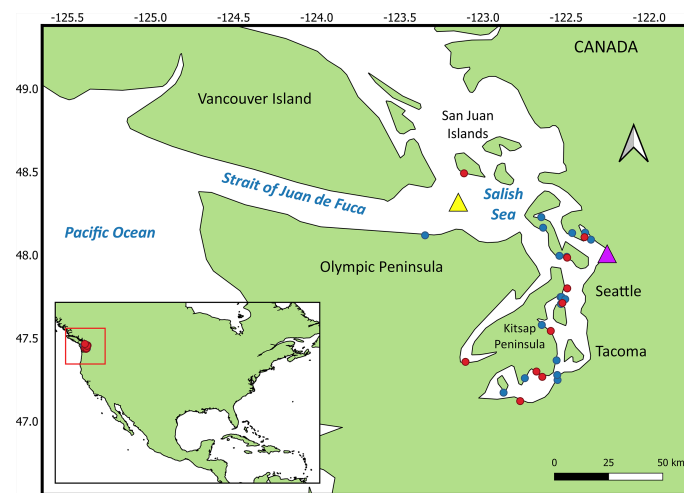 -125.5 -125.0 -124.5 -124.0 -123.5 -123.0 -122.5 -122.0
CANADA
49.0
Vancouver Island
San Juan
Islands
48.5
Strait of Juan de Fuca
Salish
Sea
Pacific Ocean
48.0
Olympic Peninsula
Seattle
47.5
Kitsap
Peninsula
Tacoma
47.0
0 25 50 km